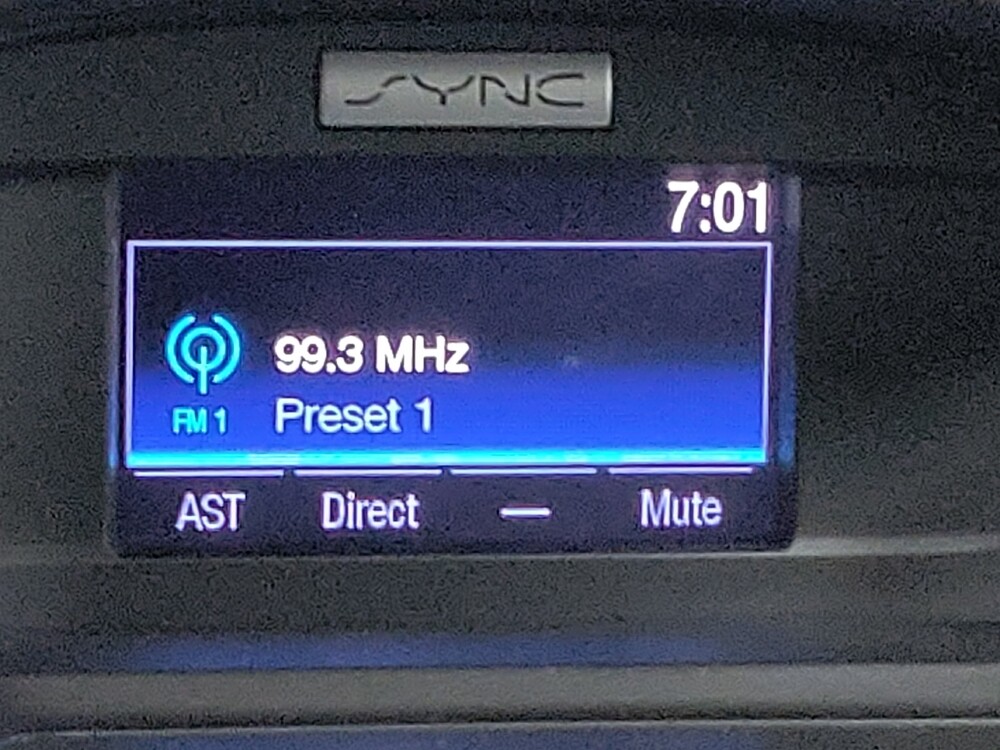 SYNC
7:01
99.3 MHz
FM 1
Preset 1
AST Direct — Mute